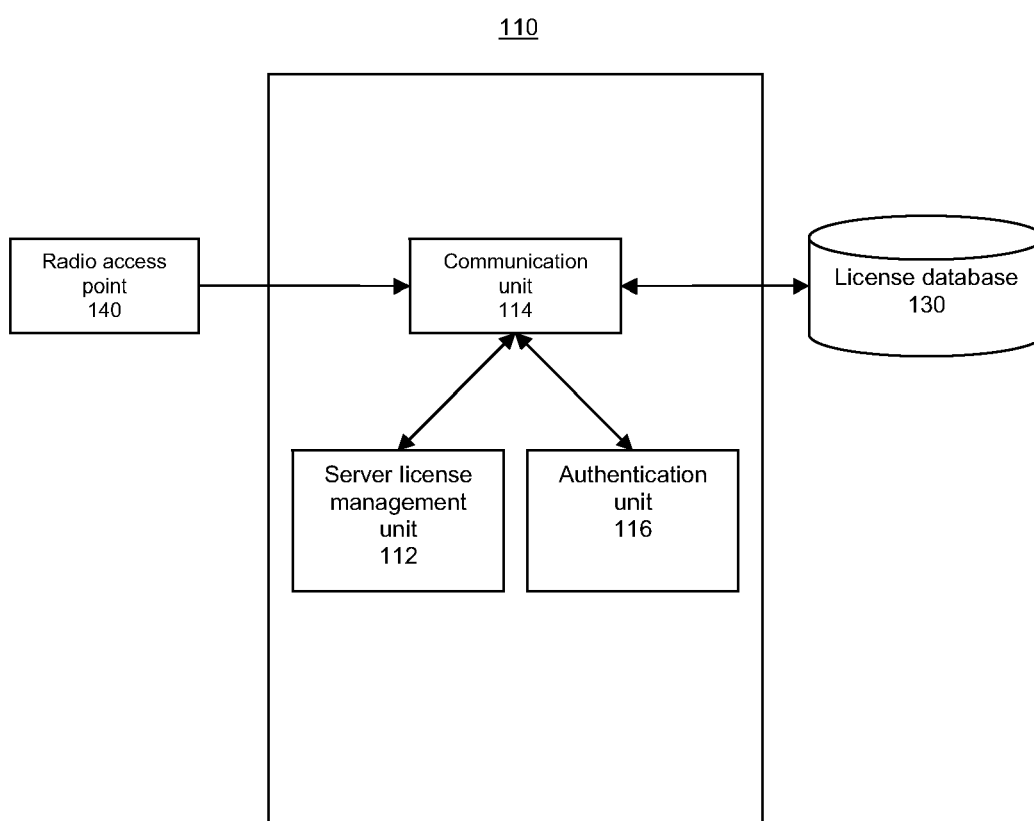 110
Radio access
point
140
Communication
unit
114
License database
130
Server license
management
unit
112
Authentication
unit
116